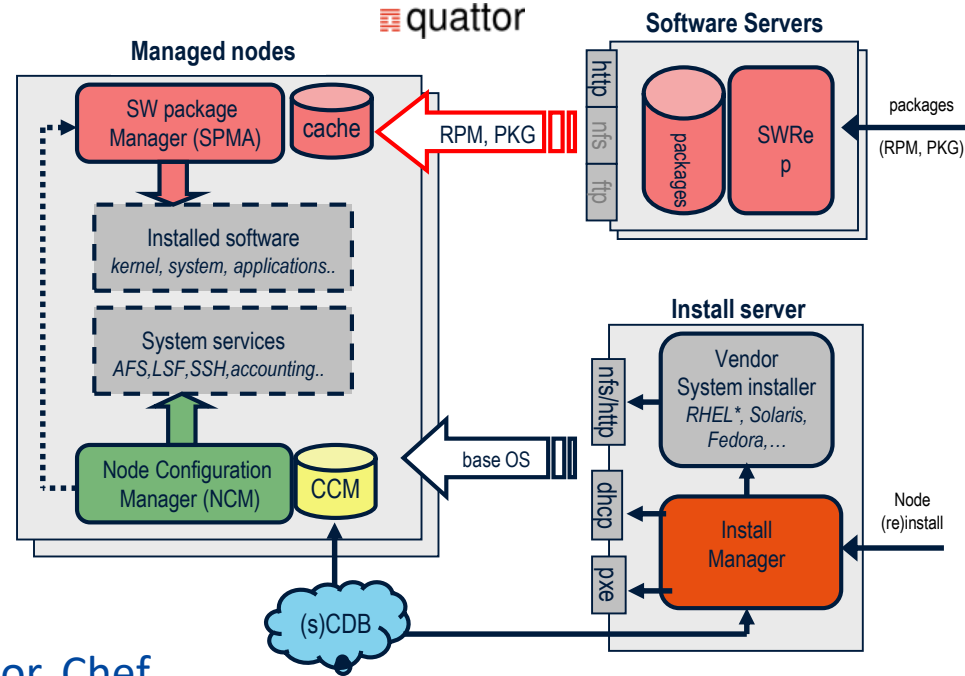 quattor
Managed nodes
SW package
Manager (SPMA)
cache
RPM, PKG
Installed software
kernel, system, applications..
System services
AFS,LSF,SSH,accounting..
Node Configuration
Manager (NCM)
CCM
base OS
(s)CDB
Software Servers
http
nfs
ftp
packages
SWRe
p
packages
(RPM, PKG)
Install server
nfs/http
dhcp
pxe
Vendor
System installer
RHEL*, Solaris,
Fedora,…
Install
Manager
Node
(re)install
or, Chef